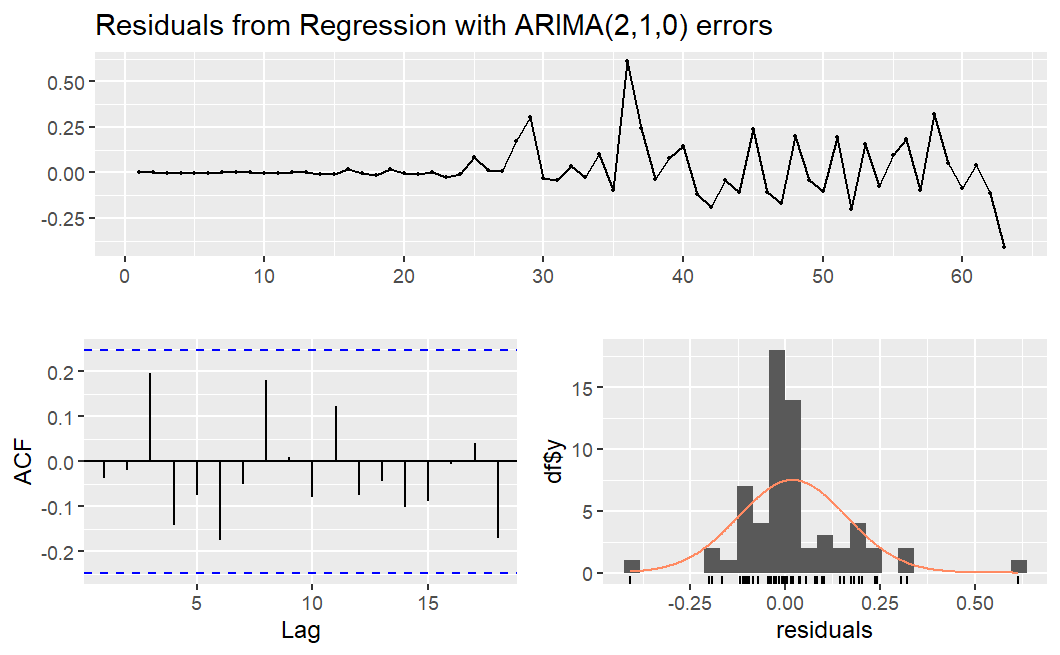 Residuals from Regression with ARIMA(2,1,0) errors
0.50
0.25
0.00
-0.25
0 10 20 30 40 50 60
ACF
0.2
0.1
0.0
-0.1
-0.2
5 10 15
Lag
df$y
15
10
5
0
-0.25 0.00 0.25 0.50
residuals